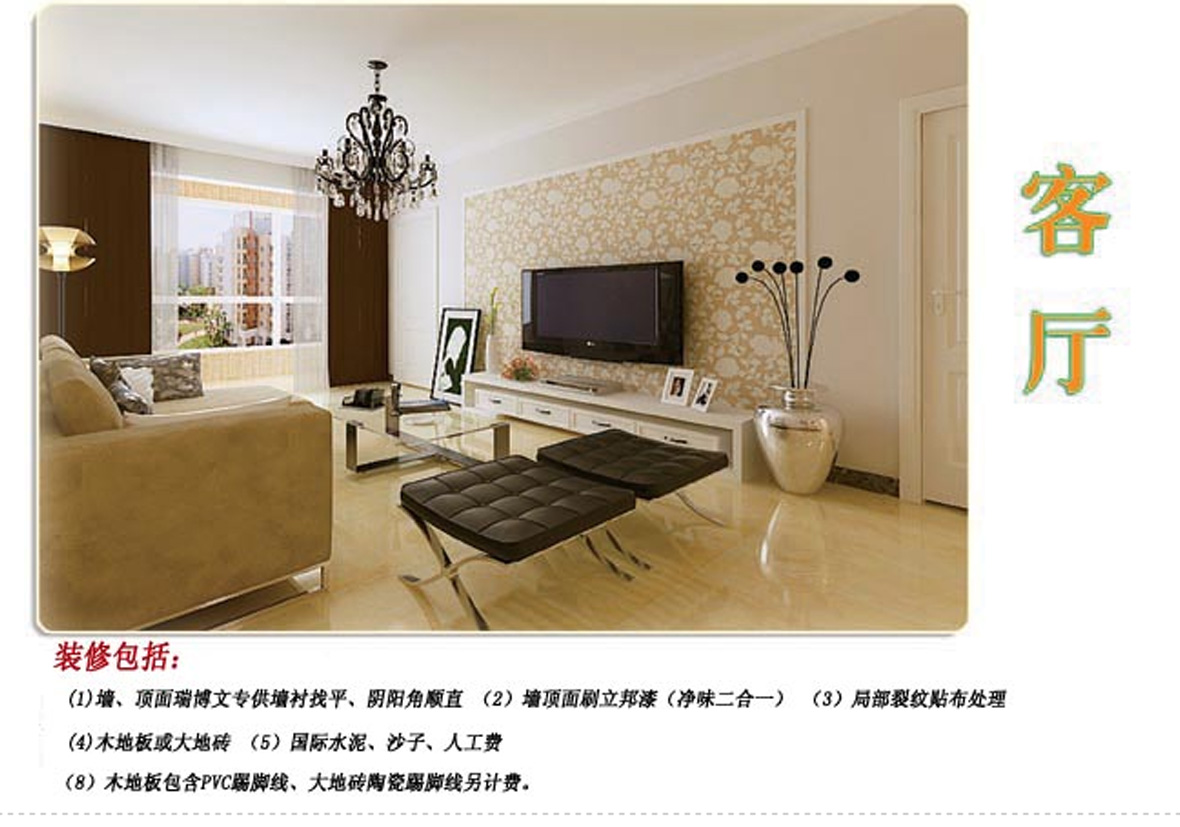 客厅
装修包括：
(1)墙、顶面瑞博文专供墙衬找平、阴阳角顺直 （2）墙顶面刷立邦漆（净味二合一） （3）局部裂纹贴布处理
(4)木地板或大地砖 （5）国际水泥、沙子、人工费
（8）木地板包含PVC踢脚线、大地砖陶瓷踢脚线另计费。